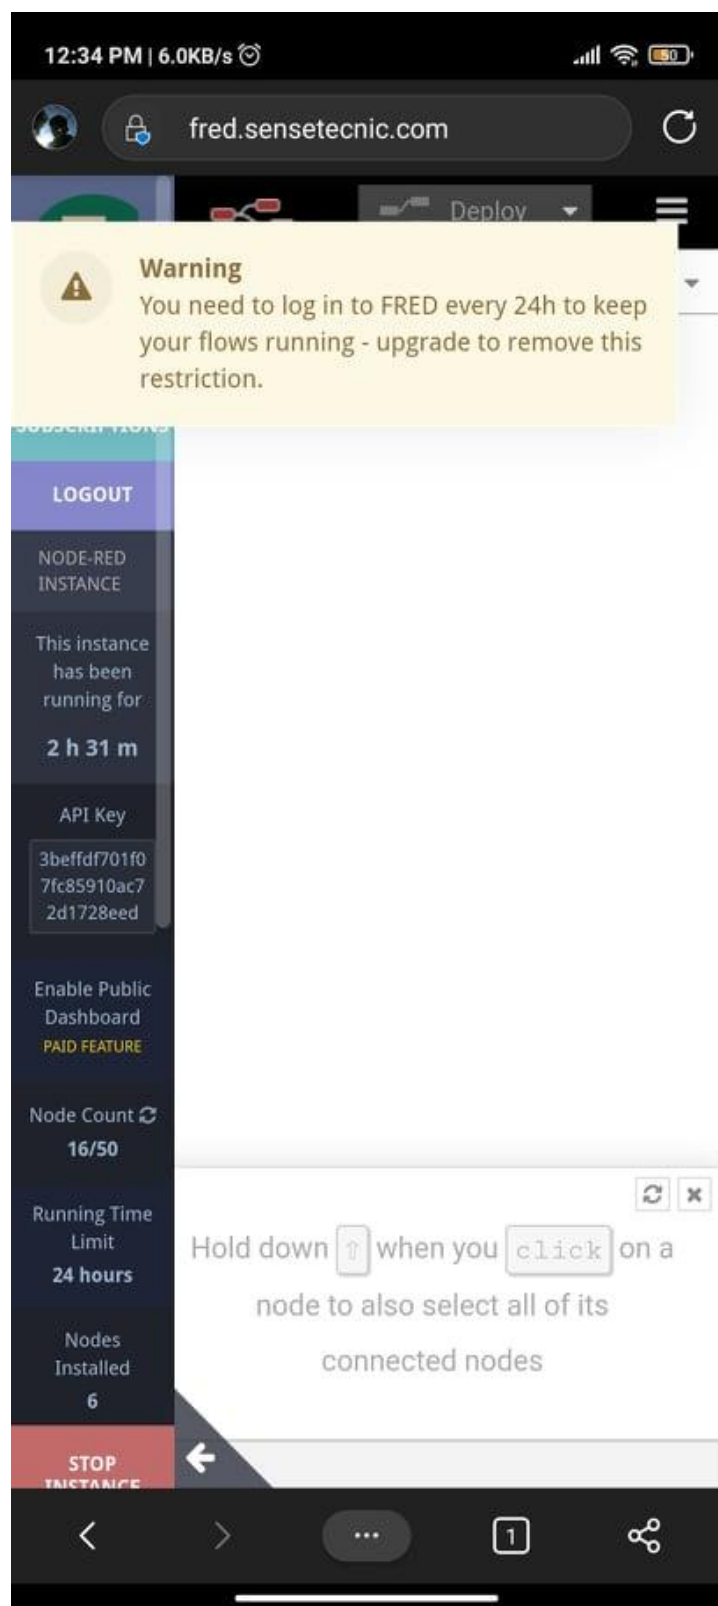 12:34 PM | 6.0KB/s
50
fred.sensetecnic.com
Deploy
Warning
You need to log in to FRED every 24h to keep
your flows running - upgrade to remove this
restriction.
SUBSCRIPTIONS
LOGOUT
NODE-RED
INSTANCE
This instance
has been
running for
2 h 31 m
API Key
3beffdf701f0
7fc85910ac7
2d1728eed
Enable Public
Dashboard
PAID FEATURE
Node Count
16/50
Running Time
Limit
24 hours
Nodes
Installed
6
STOP
INSTANCE
Hold down ⇧ when you click on a
node to also select all of its
connected nodes
1